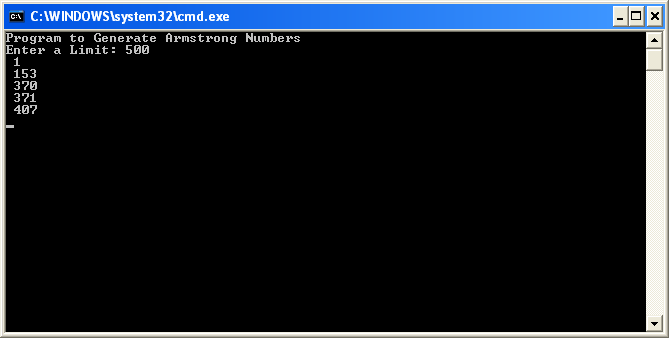 C:\WINDOWS\system32\cmd.exe
Program to Generate Armstrong Numbers
Enter a Limit: 500
1
153
370
371
407